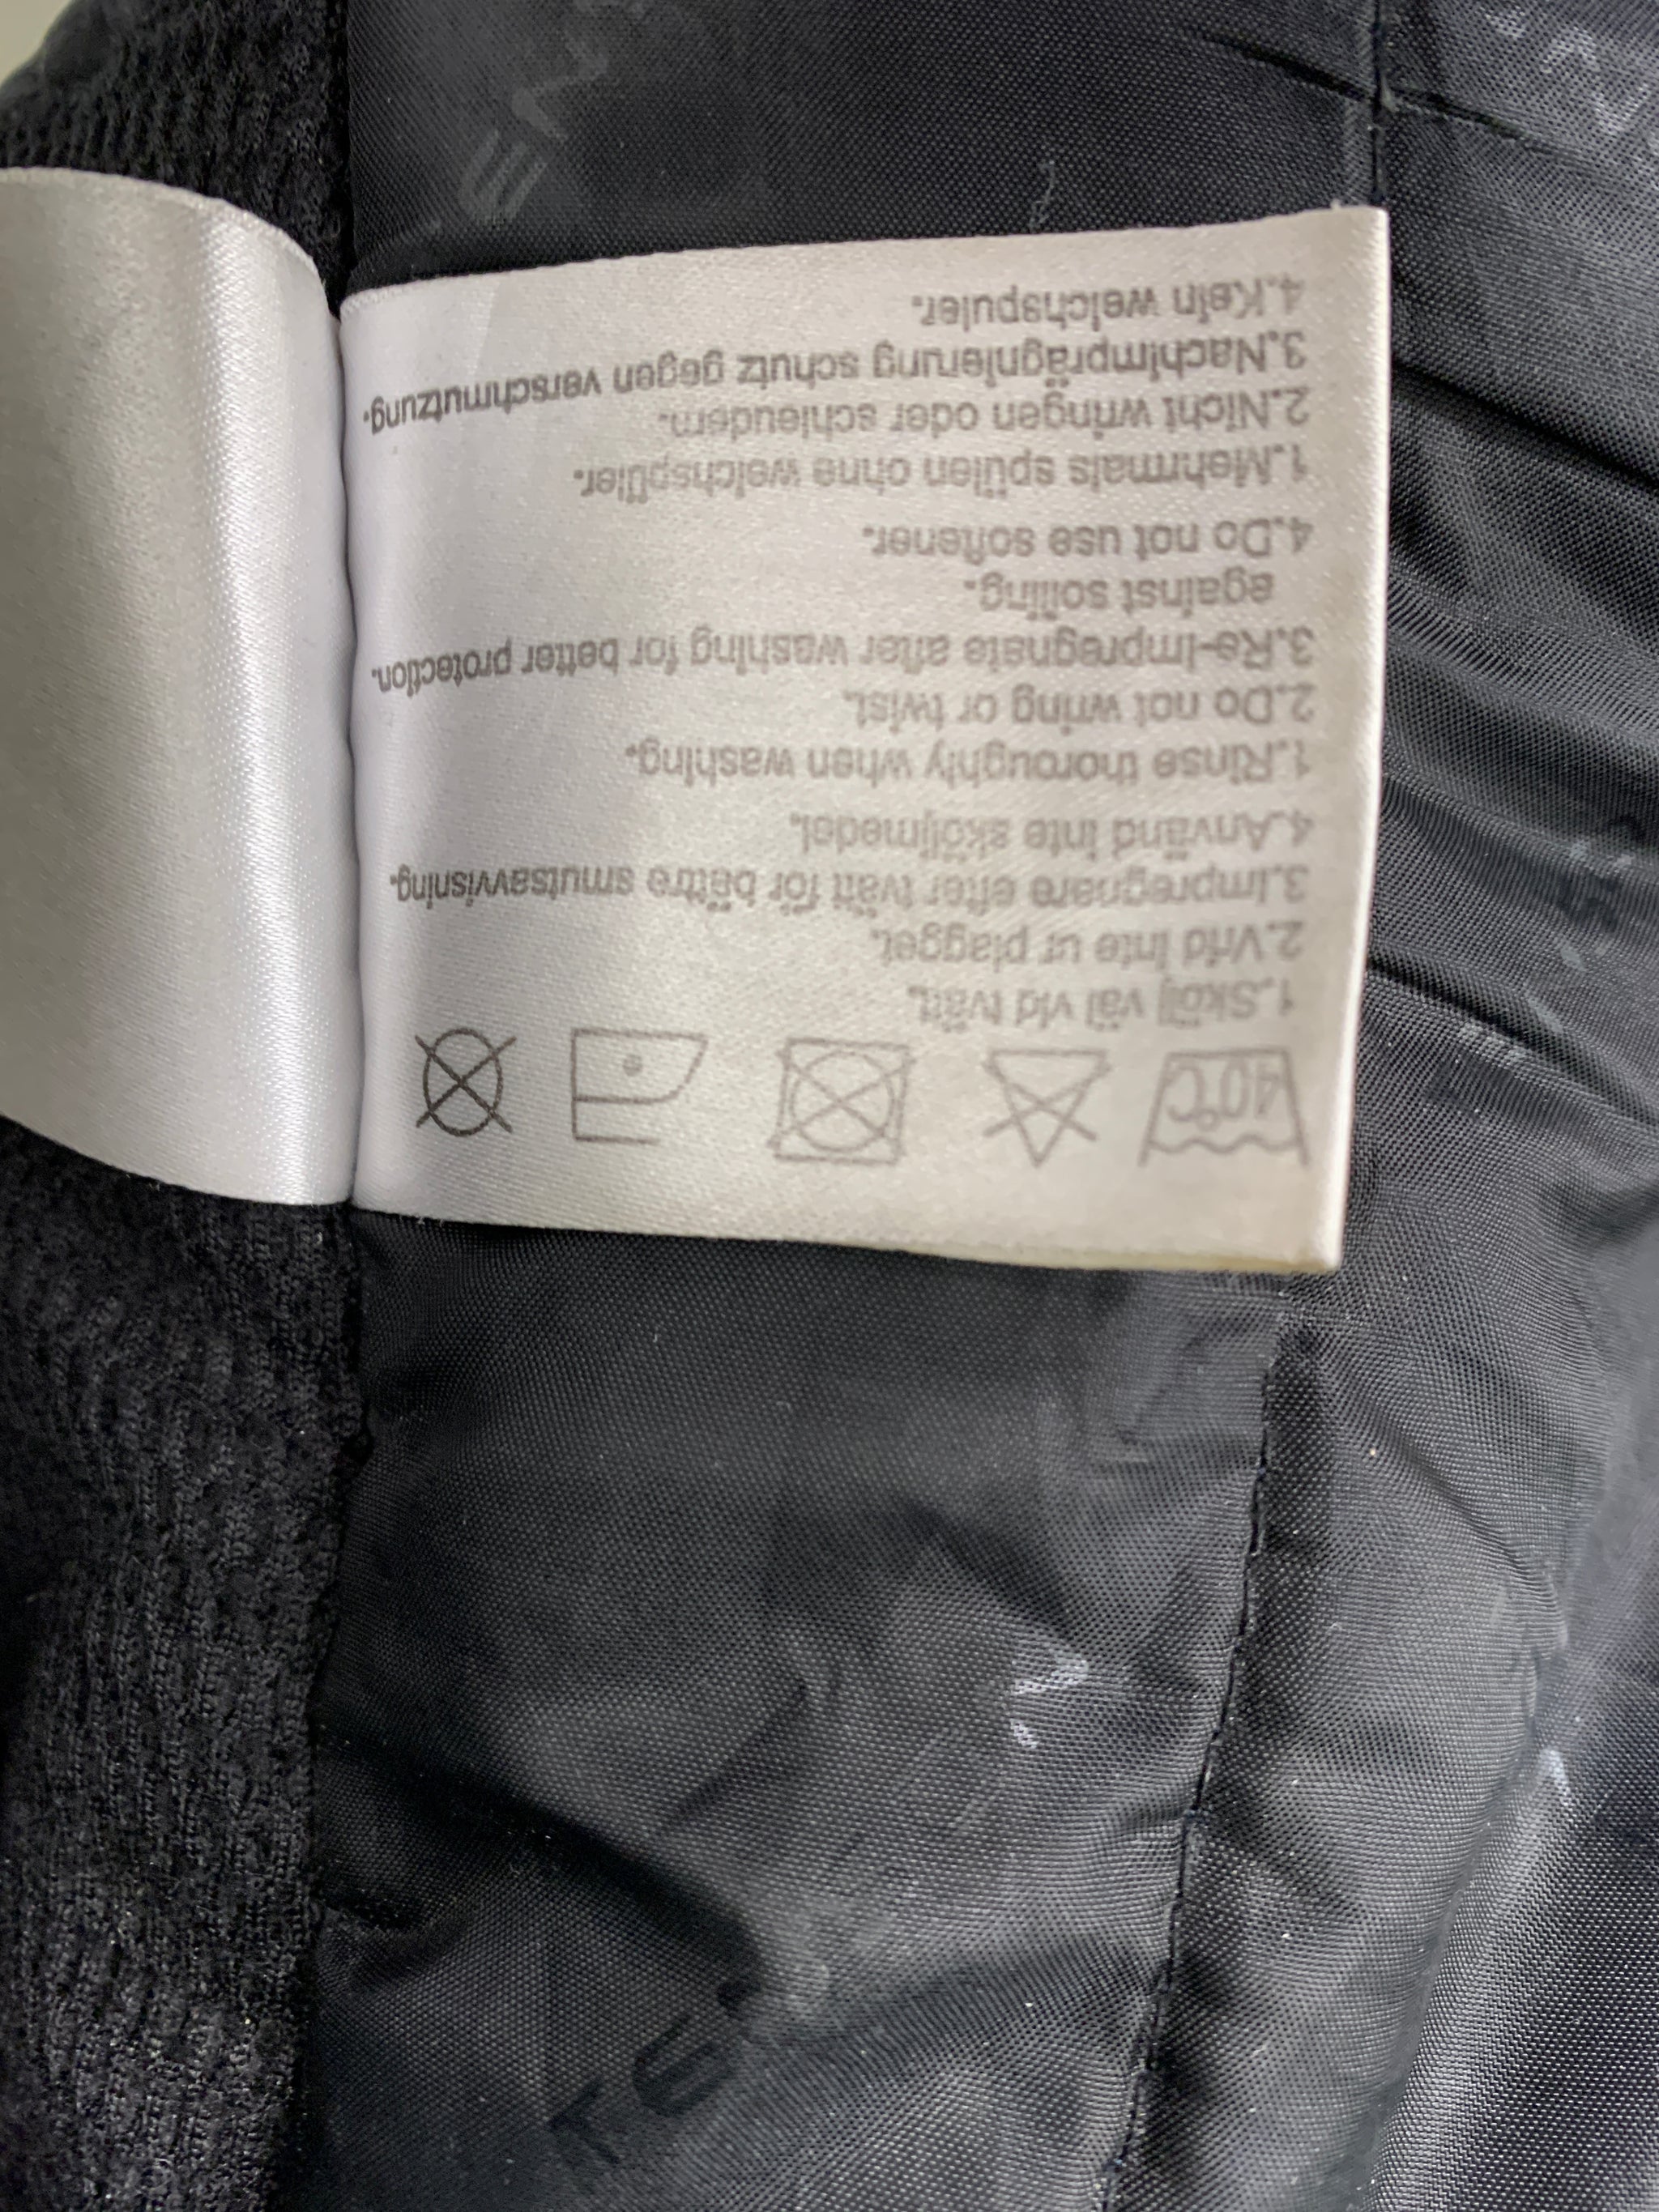 40°C
1.Skölj väl vid tvätt.
2.Vrid inte ur plagget.
3.Impregnare efter tvätt för bättre smutsavvisning.
4.Använd inte sköljmedel.
1.Rinse thoroughly when washing.
2.Do not wring or twist.
3.Re-impregnate after washing for better protection.
against soiling.
4.Do not use softener.
1.Mehrmals spülen ohne weichspüller.
2.Nicht wringen oder schleudern.
3.Nachimprägnierung schutz gegen verschmutzung.
4.Kein weichspuler.